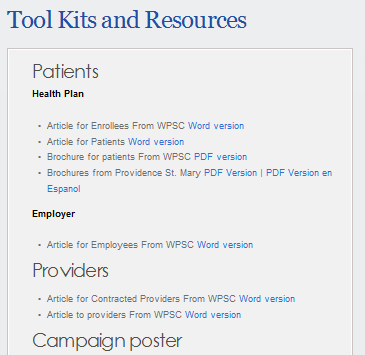 Tool Kits and Resources
Patients
Health Plan
Article for Enrollees From WPSC Word version
Article for Patients Word version
Brochure for patients From WPSC PDF version
Brochures from Providence St. Mary PDF Version | PDF Version en
Espanol
Employer
Article for Employees From WPSC Word version
Providers
Article for Contracted Providers From WPSC Word version
Article to providers From WPSC Word version
Campaign poster